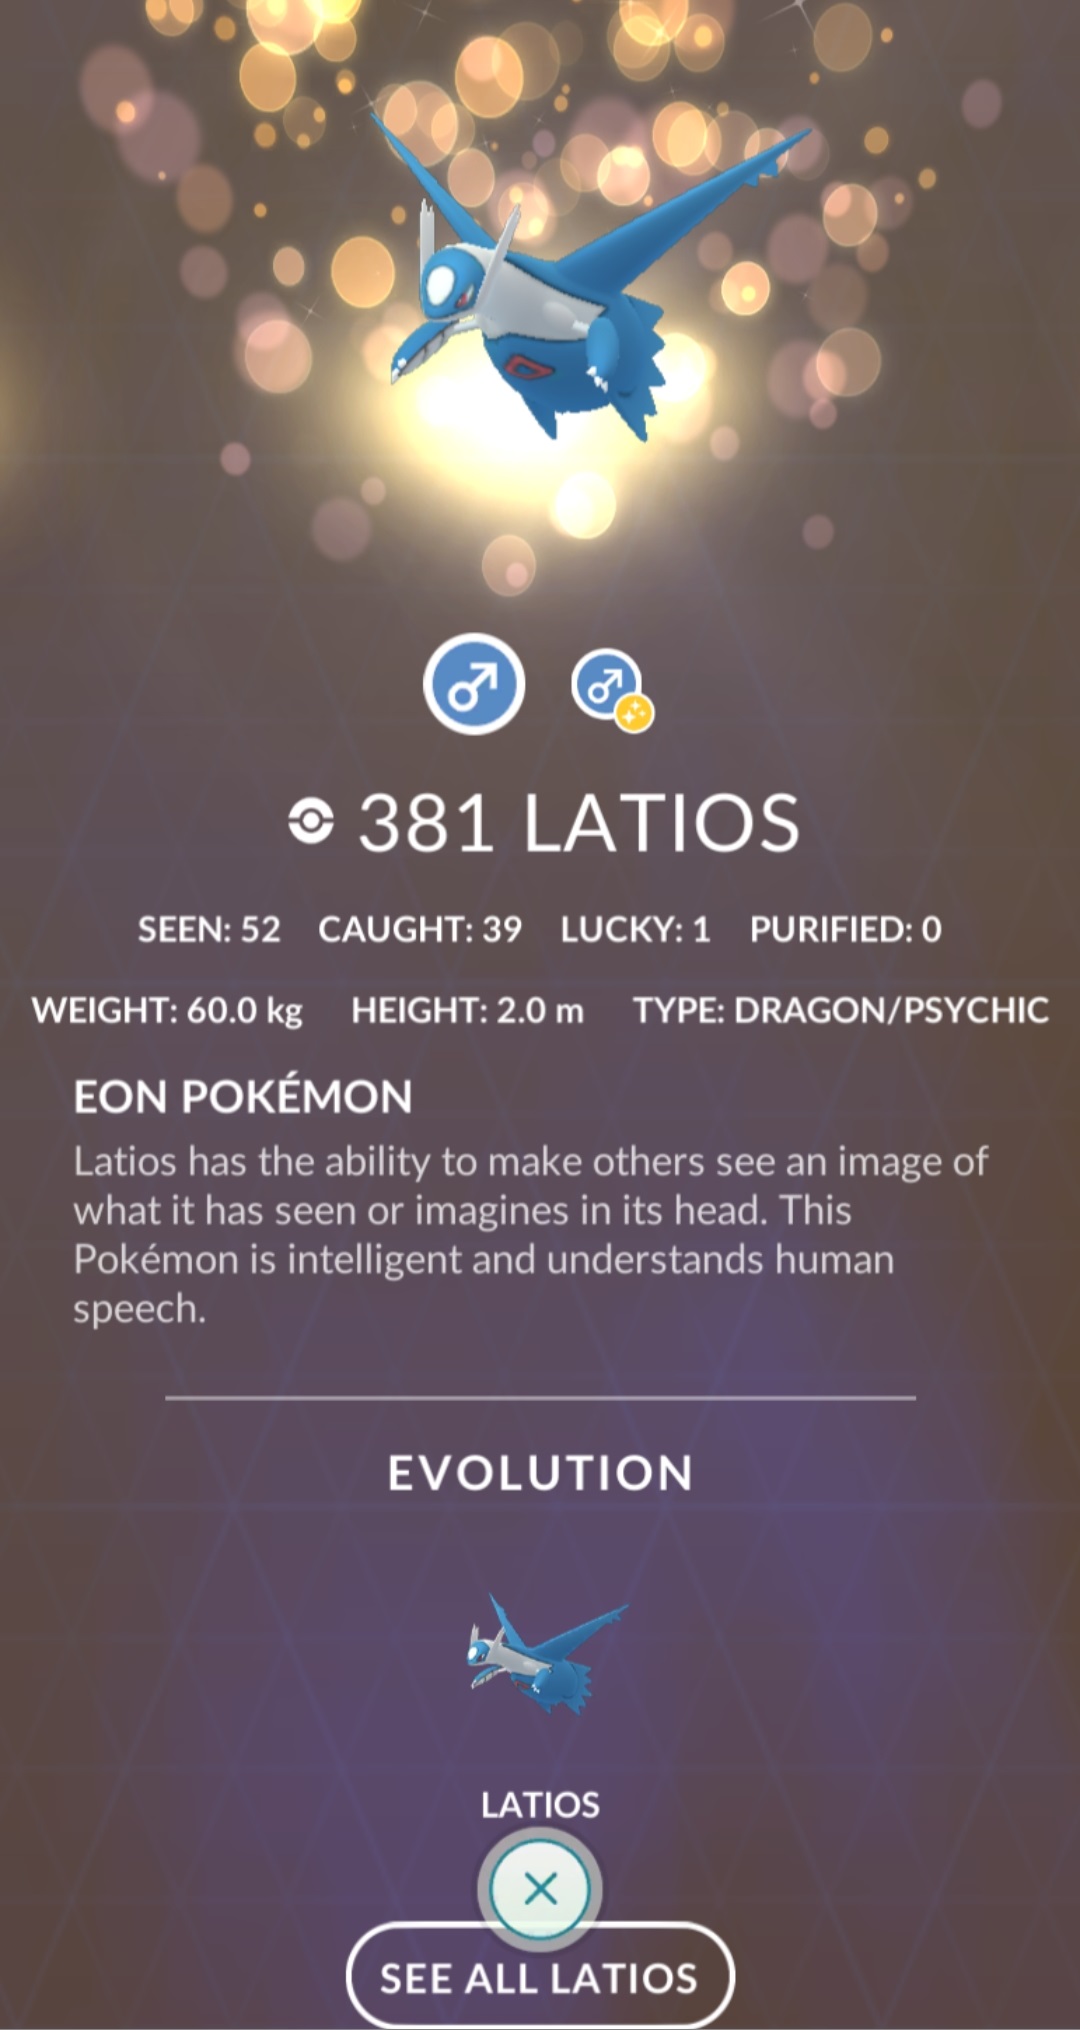 381 LATIOS
SEEN: 52 CAUGHT: 39 LUCKY: 1 PURIFIED: 0
WEIGHT: 60.0 kg HEIGHT: 2.0 m TYPE: DRAGON/PSYCHIC
EON POKÉMON
Latios has the ability to make others see an image of
what it has seen or imagines in its head. This
Pokémon is intelligent and understands human
speech.
EVOLUTION
LATIOS
SEE ALL LATIOS